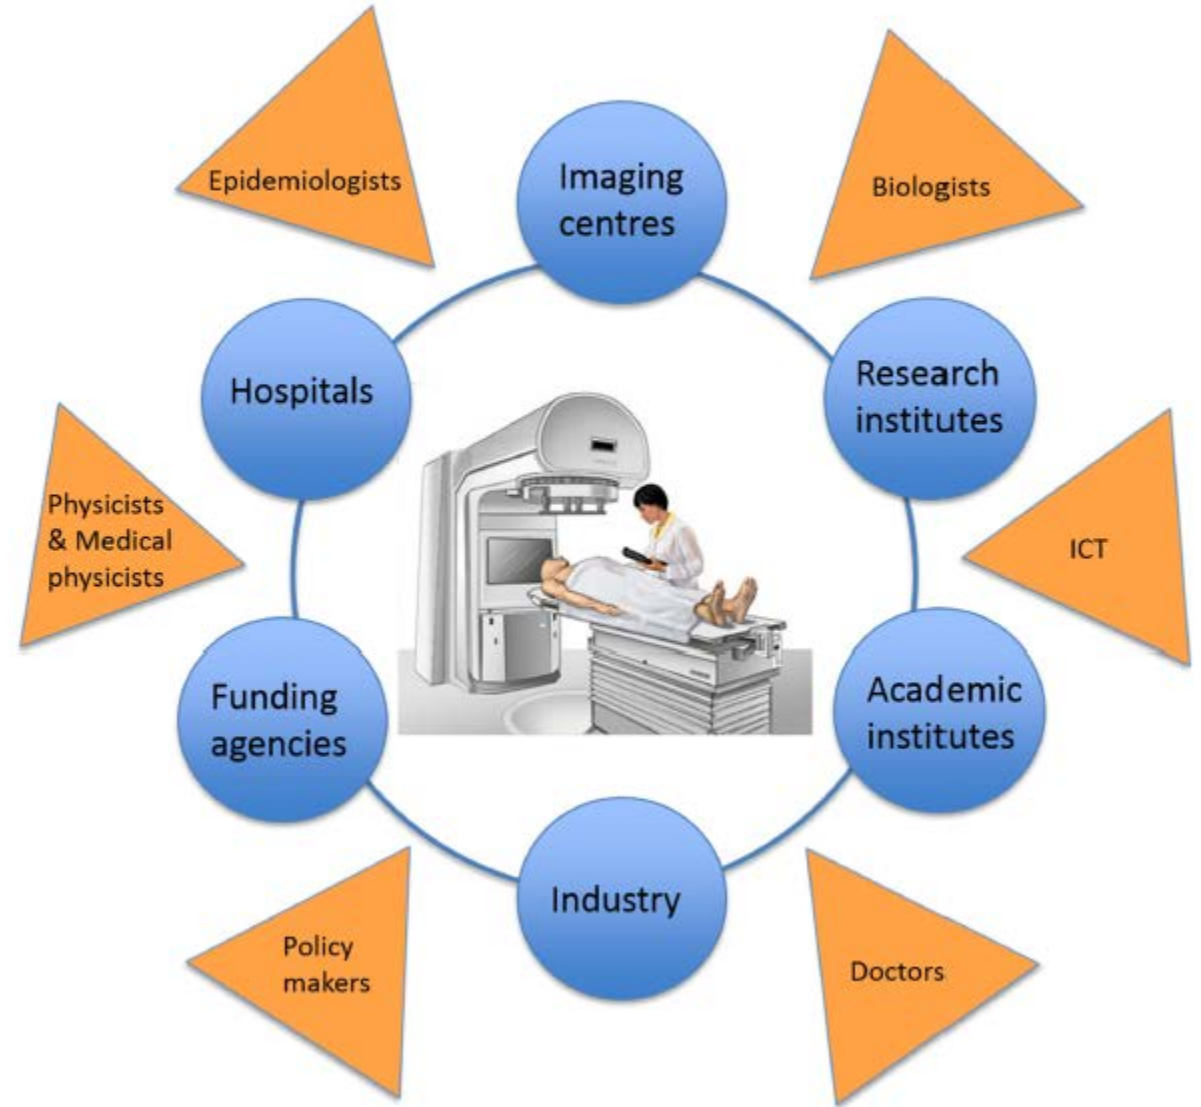 Epidemiologists
Imaging
centres
Biologists
Hospitals
Research
institutes
Physicists
& Medical
physicists
ICT
Funding
agencies
Academic
institutes
Industry
Policy
makers
Doctors